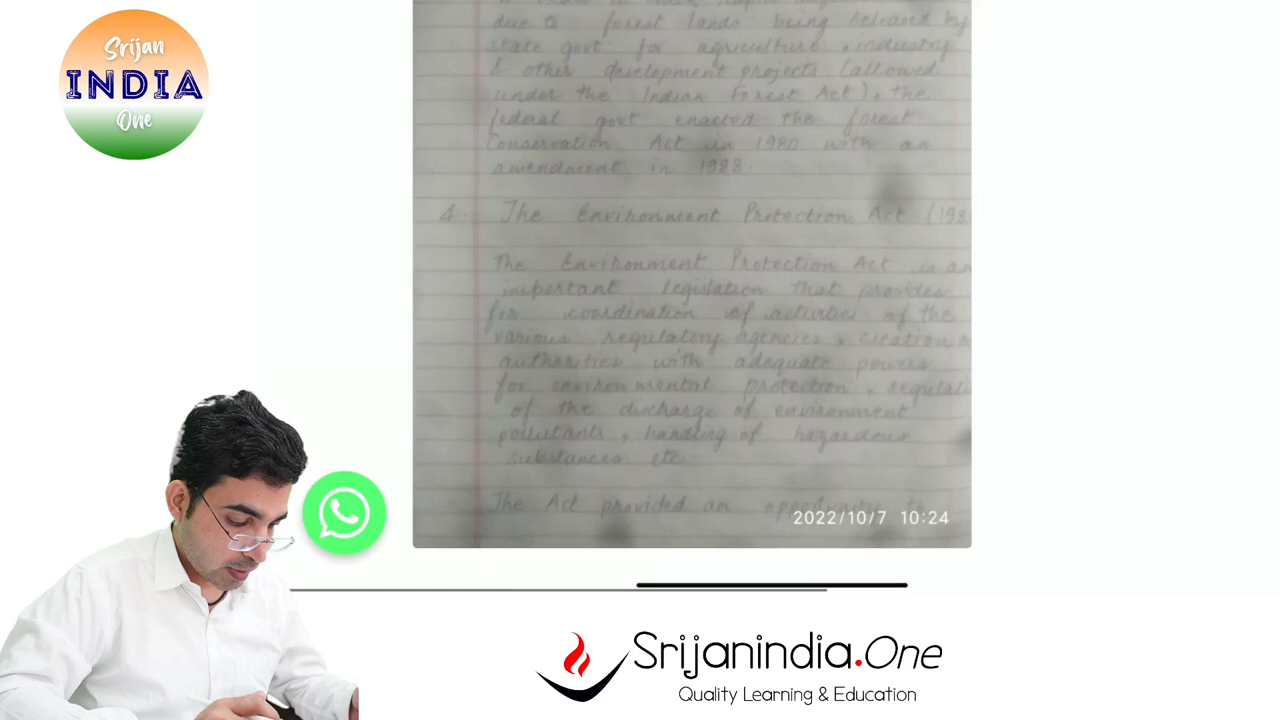 Srijan
INDIA
One
due to forest lands being released by
state govt for agriculture, industry
& other development projects (allowed
under the Indian Forest Act), the
federal govt enacted the forest
Conservation Act in 1980 with an
amendment in 1988.
4. The Environment Protection Act (198
The Environment Protection Act is an
important legislation that provides
for coordination of activities of the
various regulatory agencies, creation o
authorities with adequate powers
for environmental protection, regulat
of the discharge of environment
pollutants, handling of hazardous
substances etc
The Act provided an opportunity to
2022/10/7 10:24
Srijanindia.One
Quality Learning & Education